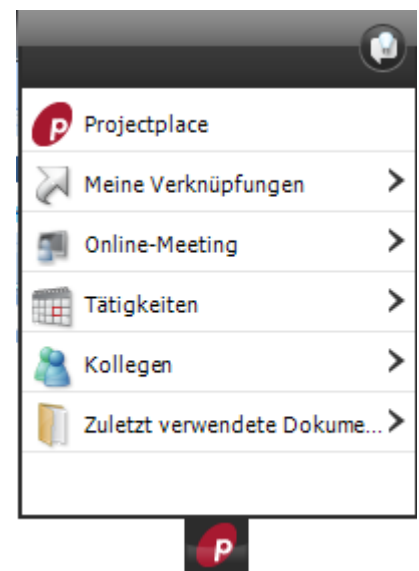 Projectplace
Meine Verknüpfungen
Online-Meeting
Tätigkeiten
Kollegen
Zuletzt verwendete Dokume...